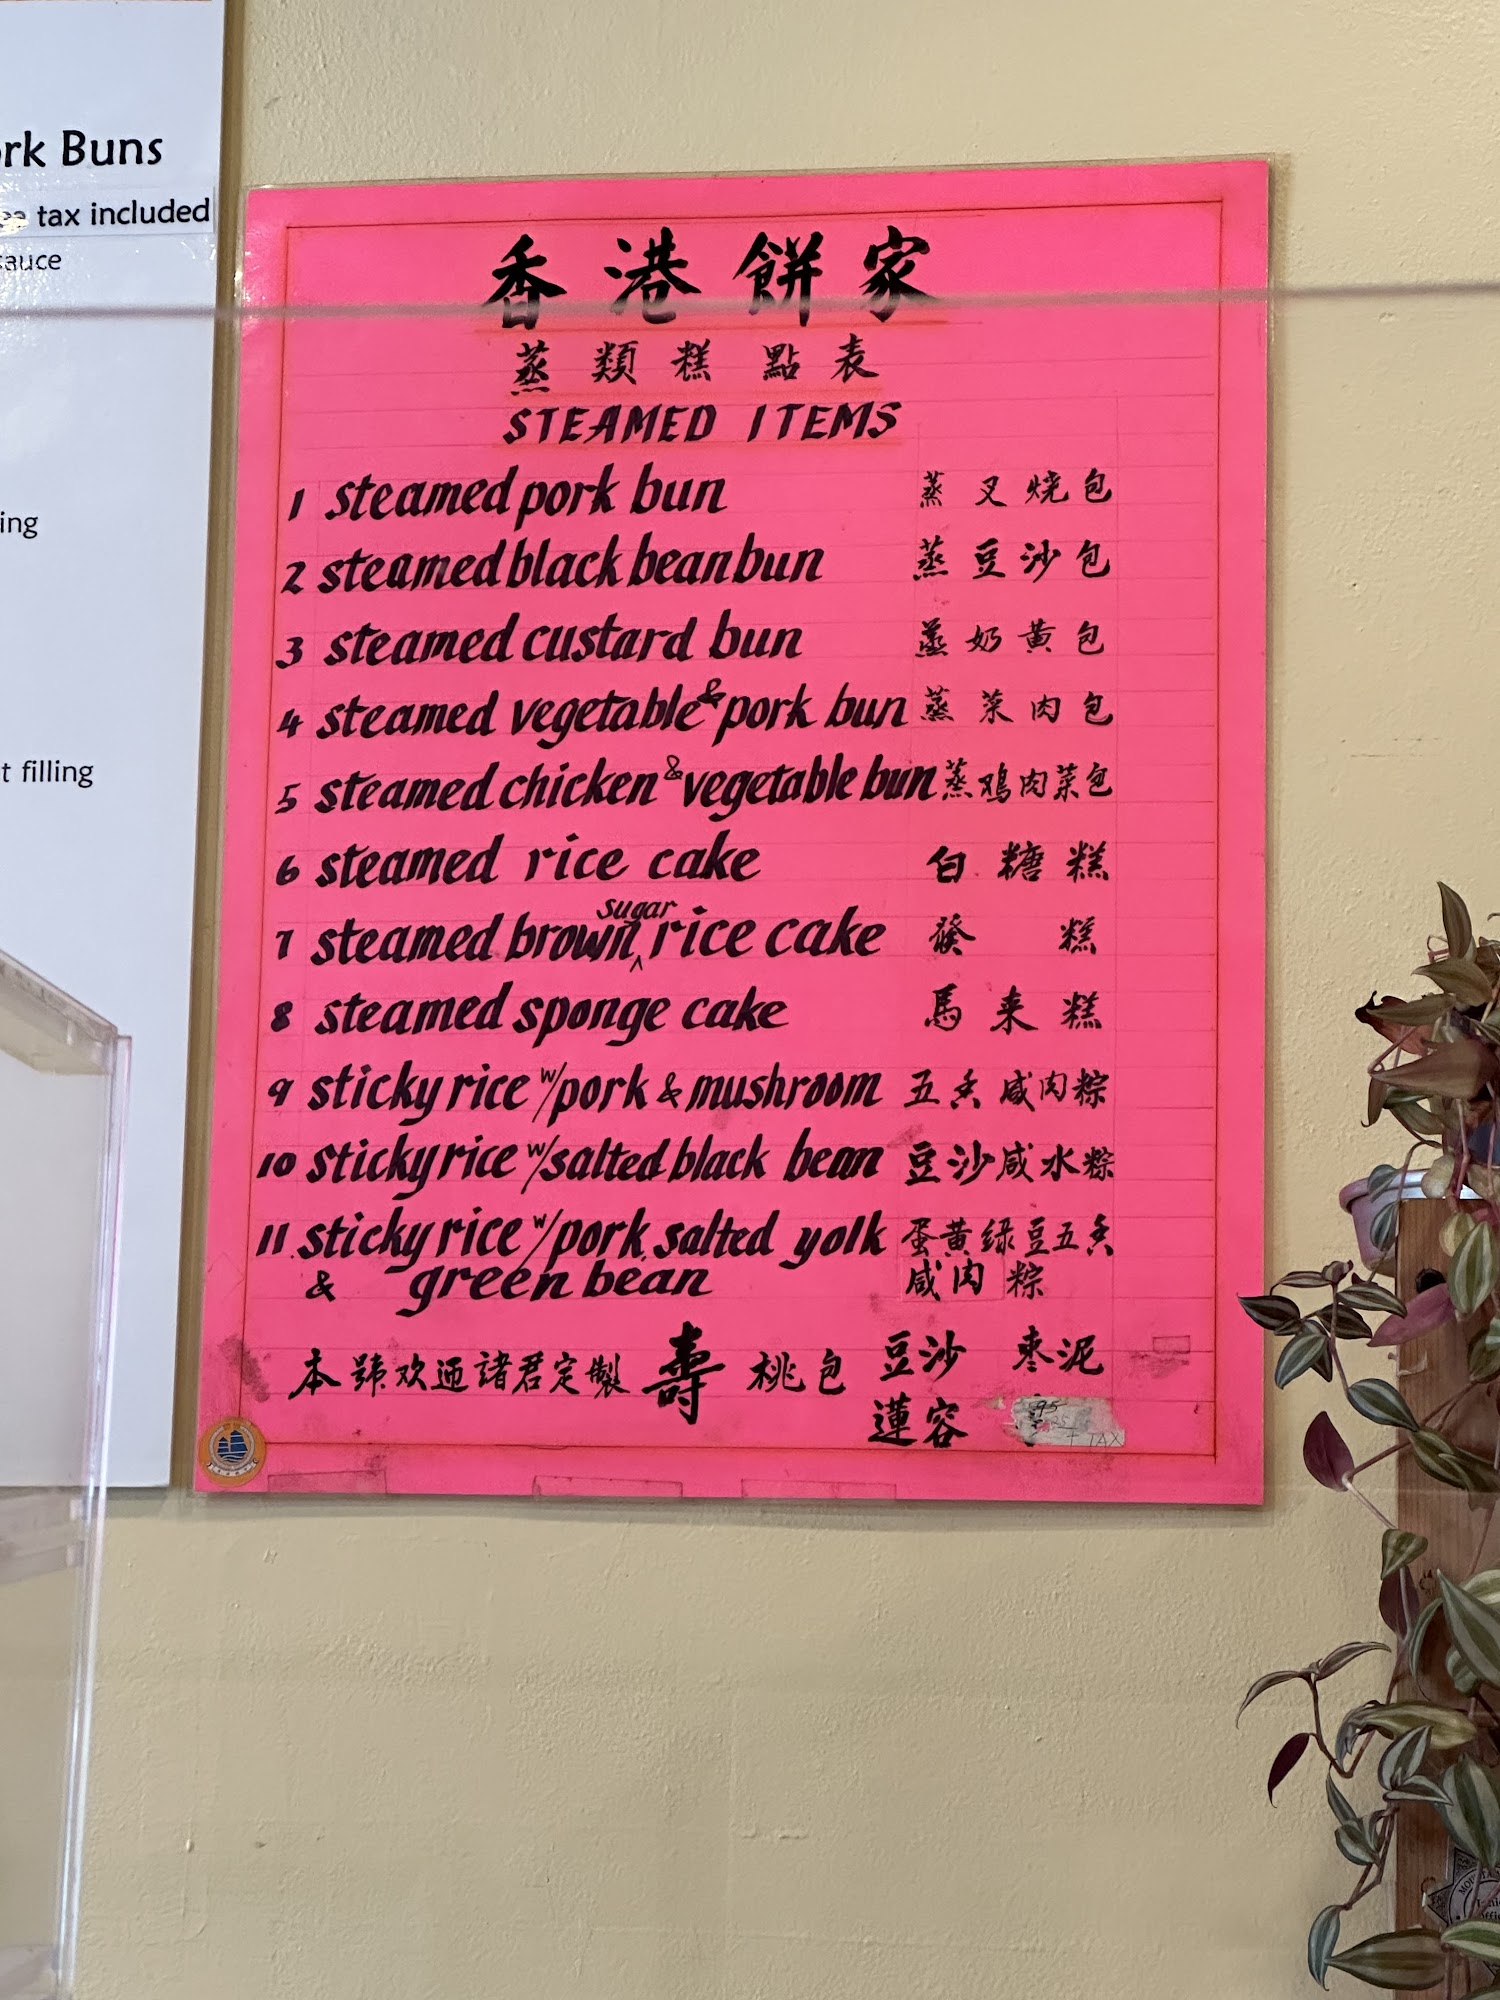 rk Buns
tax included
sauce
ing
t filling
香港餅家
蒸類糕點表
STEAMED ITEMS
1 steamed pork bun 蒸叉烧包
2 steamed black bean bun 蒸豆沙包
3 steamed custard bun 蒸奶黄包
4 steamed vegetable & pork bun 蒸菜肉包
5 steamed chicken & vegetable bun 蒸鸡肉菜包
6 steamed rice cake 白糖糕
7 steamed brown sugar rice cake 發糕
8 steamed sponge cake 馬来糕
9 sticky rice w/pork & mushroom 五香咸肉粽
10 sticky rice w/salted black bean 豆沙咸水粽
11 sticky rice w/pork salted yolk 蛋黄绿豆五香
& green bean 咸肉粽
本號欢迊諸君定製壽桃包 豆沙 枣泥
蓮容
95
+ TAX